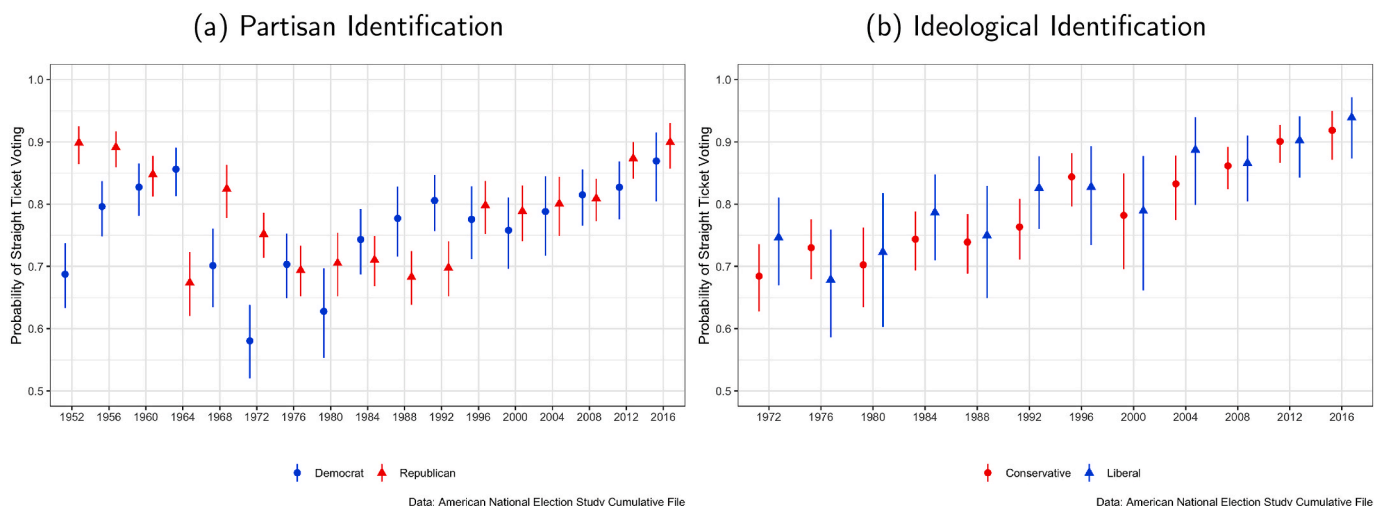 (a) Partisan Identification
Probability of Straight Ticket Voting
1.0
0.9
0.8
0.7
0.6
0.5
1952 1956 1960 1964 1968 1972 1976 1980 1984 1988 1992 1996 2000 2004 2008 2012 2016
Democrat Republican
Data: American National Election Study Cumulative File
(b) Ideological Identification
Probability of Straight Ticket Voting
1.0
0.9
0.8
0.7
0.6
0.5
1972 1976 1980 1984 1988 1992 1996 2000 2004 2008 2012 2016
Conservative Liberal
Data: American National Election Study Cumulative File